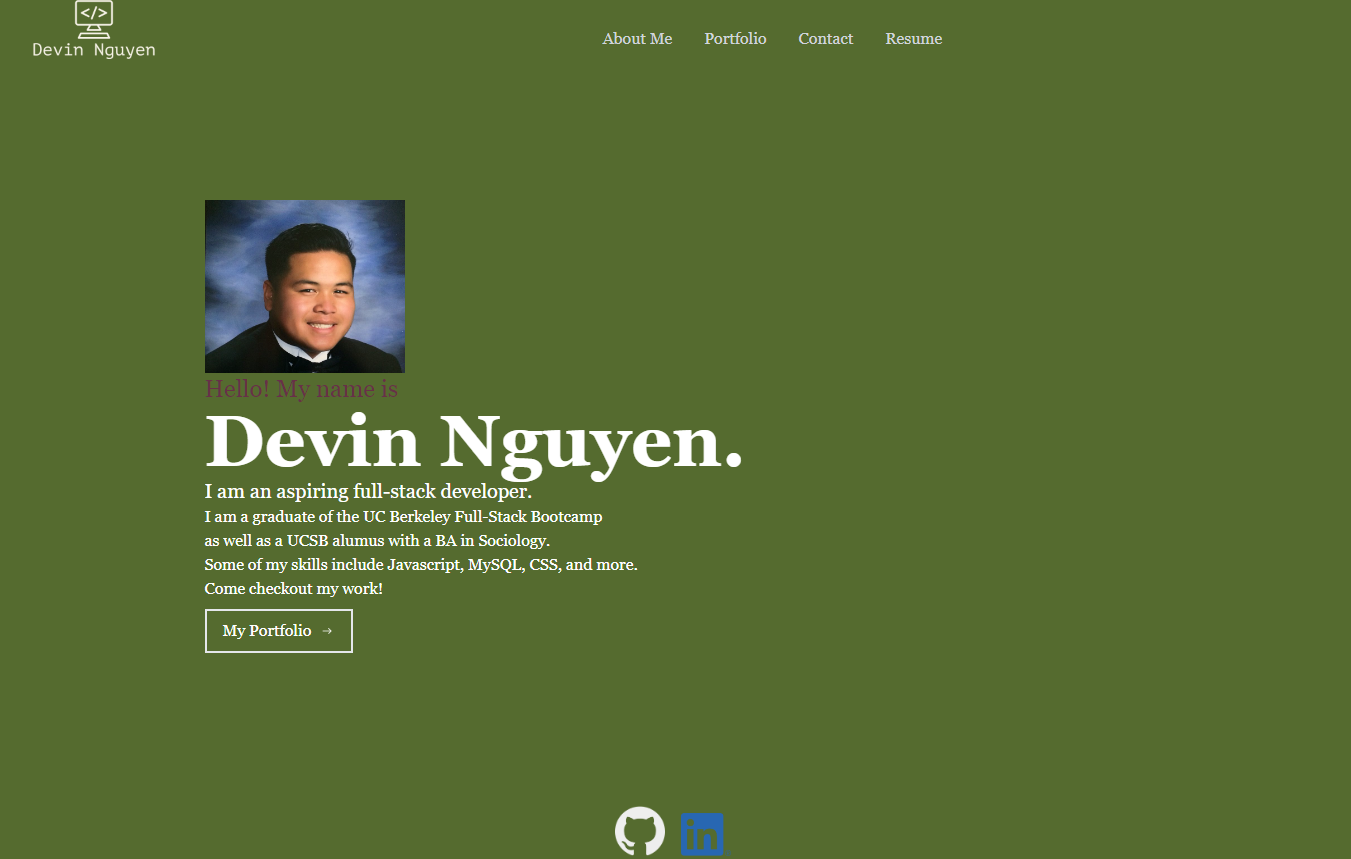 </>
Devin Nguyen
About Me Portfolio Contact Resume
Hello! My name is
Devin Nguyen.
I am an aspiring full-stack developer.
I am a graduate of the UC Berkeley Full-Stack Bootcamp
as well as a UCSB alumus with a BA in Sociology.
Some of my skills include Javascript, MySQL, CSS, and more.
Come checkout my work!
My Portfolio →
in